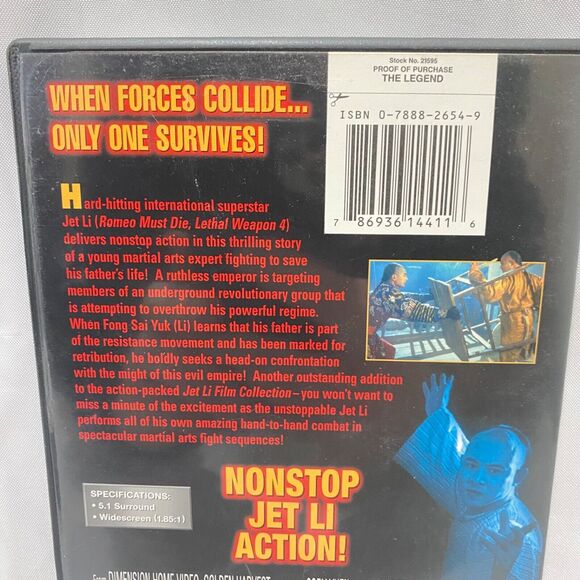 Stock No. 21595
PROOF OF PURCHASE
THE LEGEND
ISBN 0-7888-2654-9
7 86936 14411 6
WHEN FORCES COLLIDE...
ONLY ONE SURVIVES!
Hard-hitting international superstar
Jet Li (Romeo Must Die, Lethal Weapon 4)
delivers nonstop action in this thrilling story
of a young martial arts expert fighting to save
his father's life! A ruthless emperor is targeting
members of an underground revolutionary group that
is attempting to overthrow his powerful regime.
When Fong Sai Yuk (Li) learns that his father is part
of the resistance movement and has been marked for
retribution, he boldly seeks a head-on confrontation
with the might of this evil empire! Another outstanding addition
to the action-packed Jet Li Film Collection – you won't want to
miss a minute of the excitement as the unstoppable Jet Li
performs all of his own amazing hand-to-hand combat in
spectacular martial arts fight sequences!
SPECIFICATIONS:
• 5.1 Surround
• Widescreen (1.85:1)
NONSTOP
JET LI
ACTION!
From DIMENSION HOME VIDEO, GOLDEN HARVEST